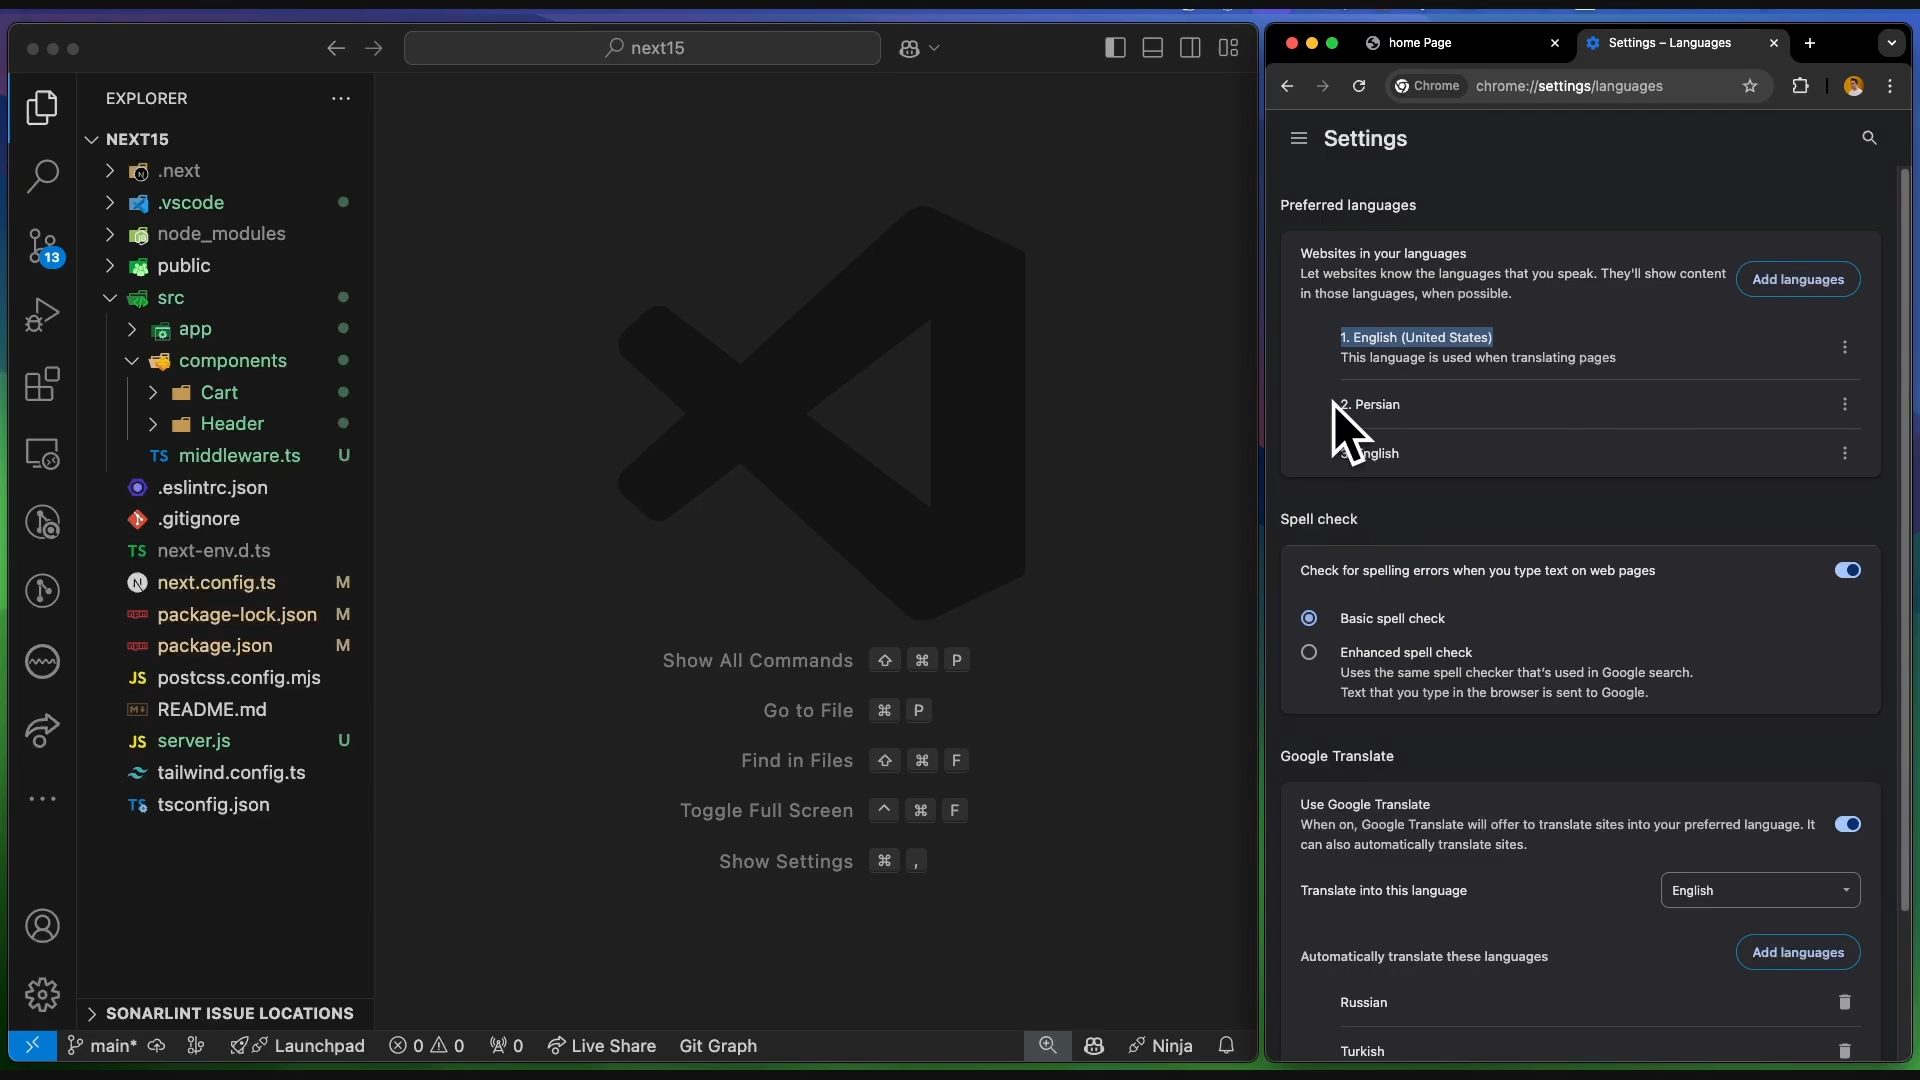 next15
EXPLORER
NEXT15
.next
.vscode
node_modules
public
src
app
components
Cart
Header
TS middleware.ts U
.eslintrc.json
.gitignore
TS next-env.d.ts
N next.config.ts M
package-lock.json M
package.json M
JS postcss.config.mjs
README.md
JS server.js U
tailwind.config.ts
TS tsconfig.json
SONARLINT ISSUE LOCATIONS
13
Show All Commands ⇧ ⌘ P
Go to File ⌘ P
Find in Files ⇧ ⌘ F
Toggle Full Screen ^ ⌘ F
Show Settings ⌘ ,
main* Launchpad 0 0 0 Live Share Git Graph Ninja
home Page
Settings – Languages
Chrome chrome://settings/languages
Settings
Preferred languages
Websites in your languages
Let websites know the languages that you speak. They'll show content
in those languages, when possible.
Add languages
1. English (United States)
This language is used when translating pages
2. Persian
Spell check
Check for spelling errors when you type text on web pages
Basic spell check
Enhanced spell check
Uses the same spell checker that's used in Google search.
Text that you type in the browser is sent to Google.
Google Translate
Use Google Translate
When on, Google Translate will offer to translate sites into your preferred language. It
can also automatically translate sites.
Translate into this language English
Automatically translate these languages Add languages
Russian
Turkish